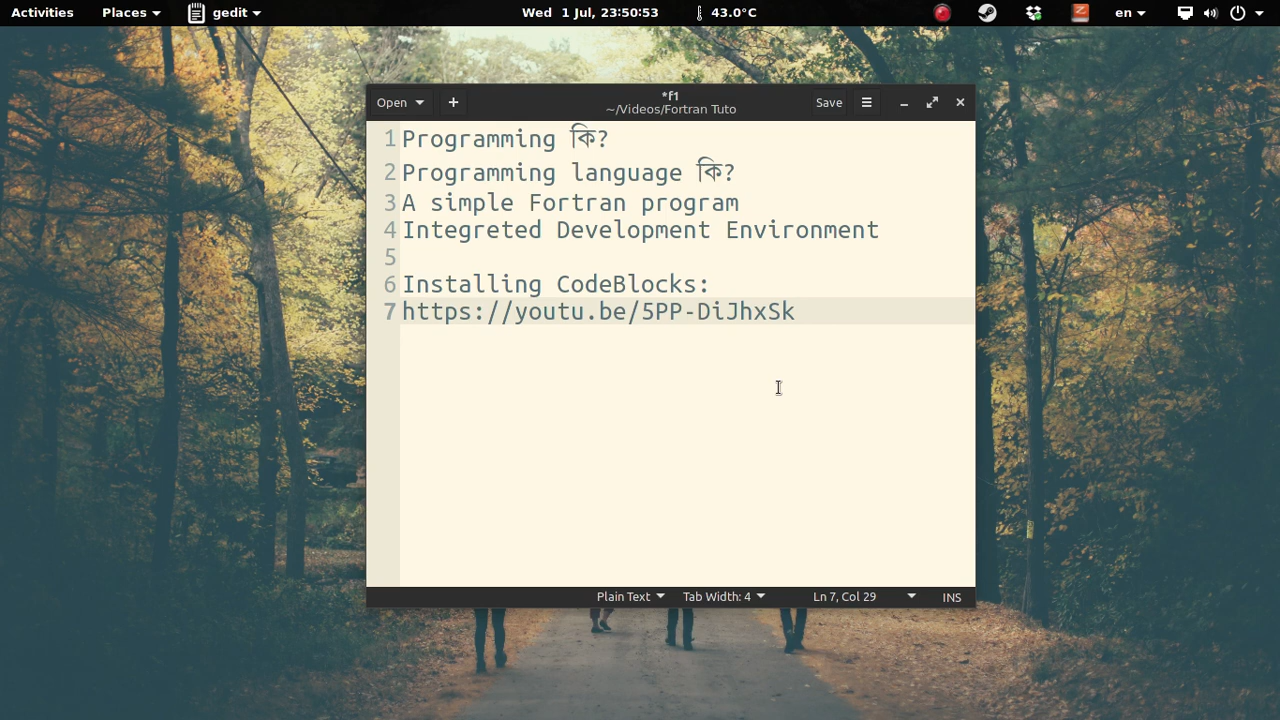 Activities Places gedit Wed 1 Jul, 23:50:53 43.0°C en
Open + *f1 Save
~/Videos/Fortran Tuto
1 Programming কি?
2 Programming language কি?
3 A simple Fortran program
4 Integreted Development Environment
5
6 Installing CodeBlocks:
7 https://youtu.be/5PP-DiJhxSk
Plain Text Tab Width: 4 Ln 7, Col 29 INS